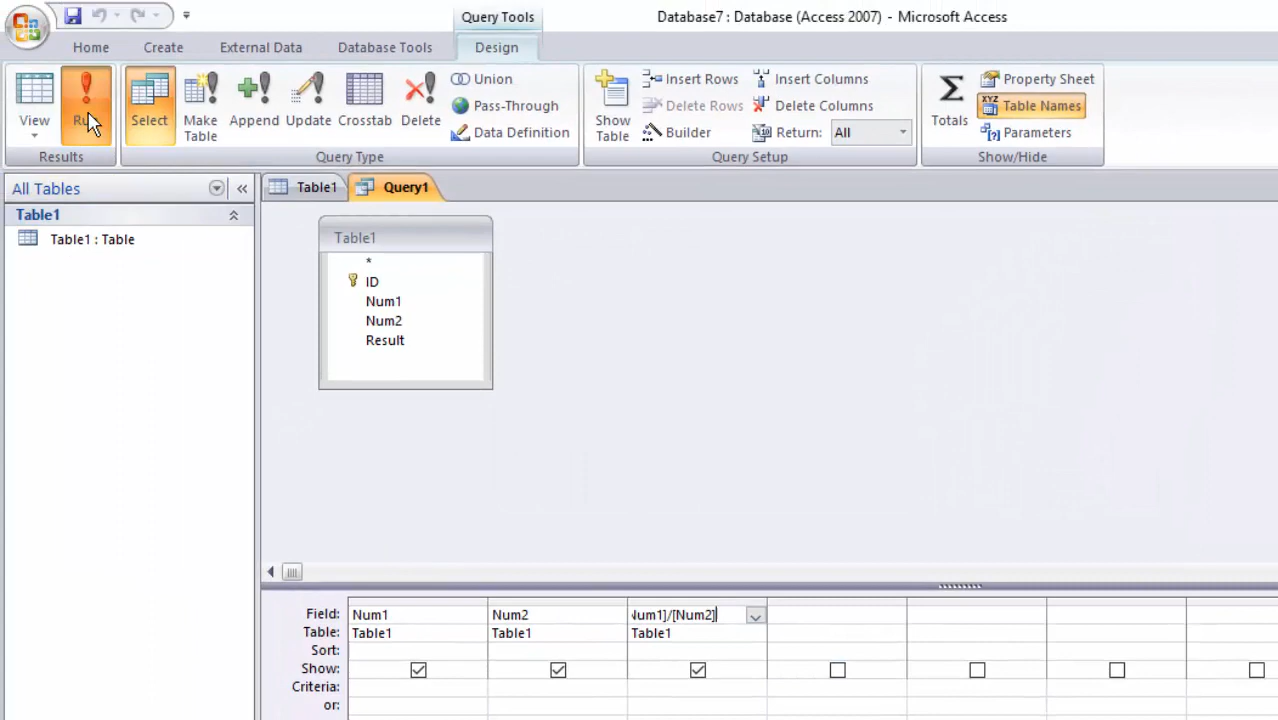 Query Tools
Database7 : Database (Access 2007) - Microsoft Access
Home Create External Data Database Tools Design
View
Select
Make Table
Append
Update
Crosstab
Delete
Union
Pass-Through
Data Definition
Show Table
Insert Rows
Delete Rows
Builder
Insert Columns
Delete Columns
Return: All
Σ Totals
Property Sheet
XYZ Table Names
[?] Parameters
Results Query Type Query Setup Show/Hide
All Tables
Table1
Table1 : Table
Table1 Query1
Table1
*
ID
Num1
Num2
Result
Field: Num1 Num2 Num1]/[Num2]
Table: Table1 Table1 Table1
Sort:
Show:
Criteria:
or: